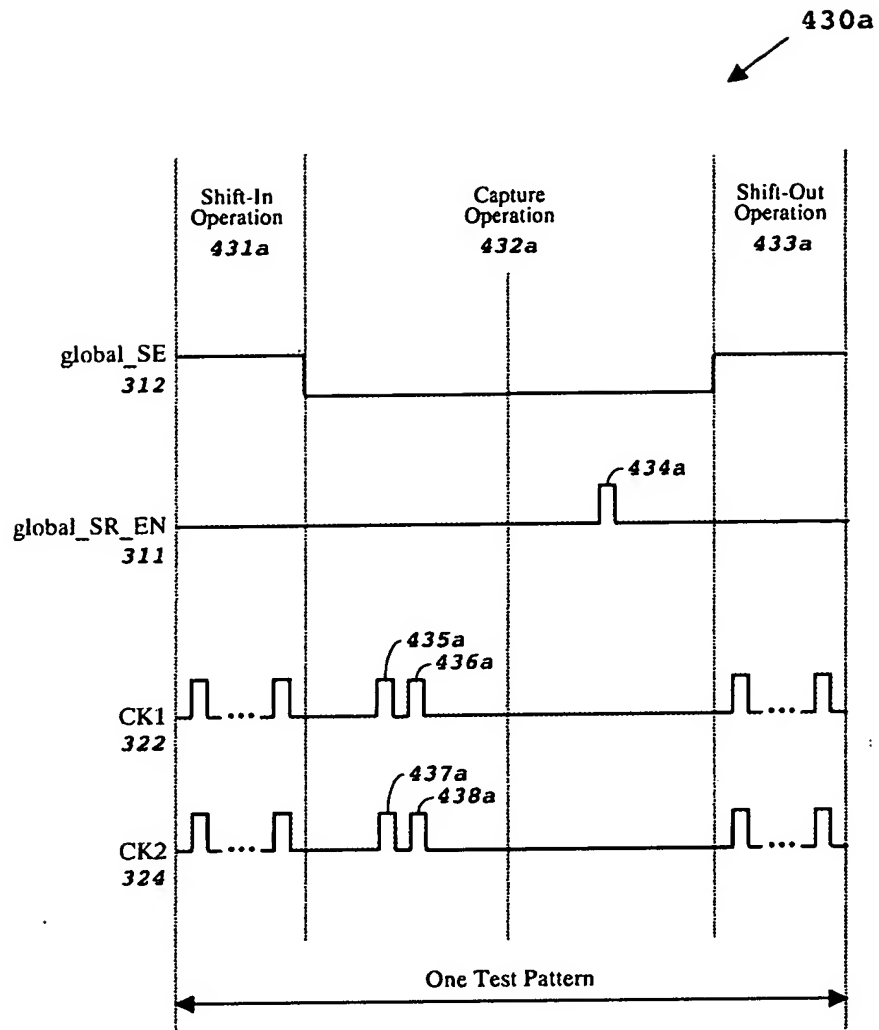 430a
Shift-In
Operation
431a
Capture
Operation
432a
Shift-Out
Operation
433a
global_SE
312
434a
global_SR_EN
311
435a
436a
CK1
...
...
322
437a
438a
CK2
...
...
324
One Test Pattern